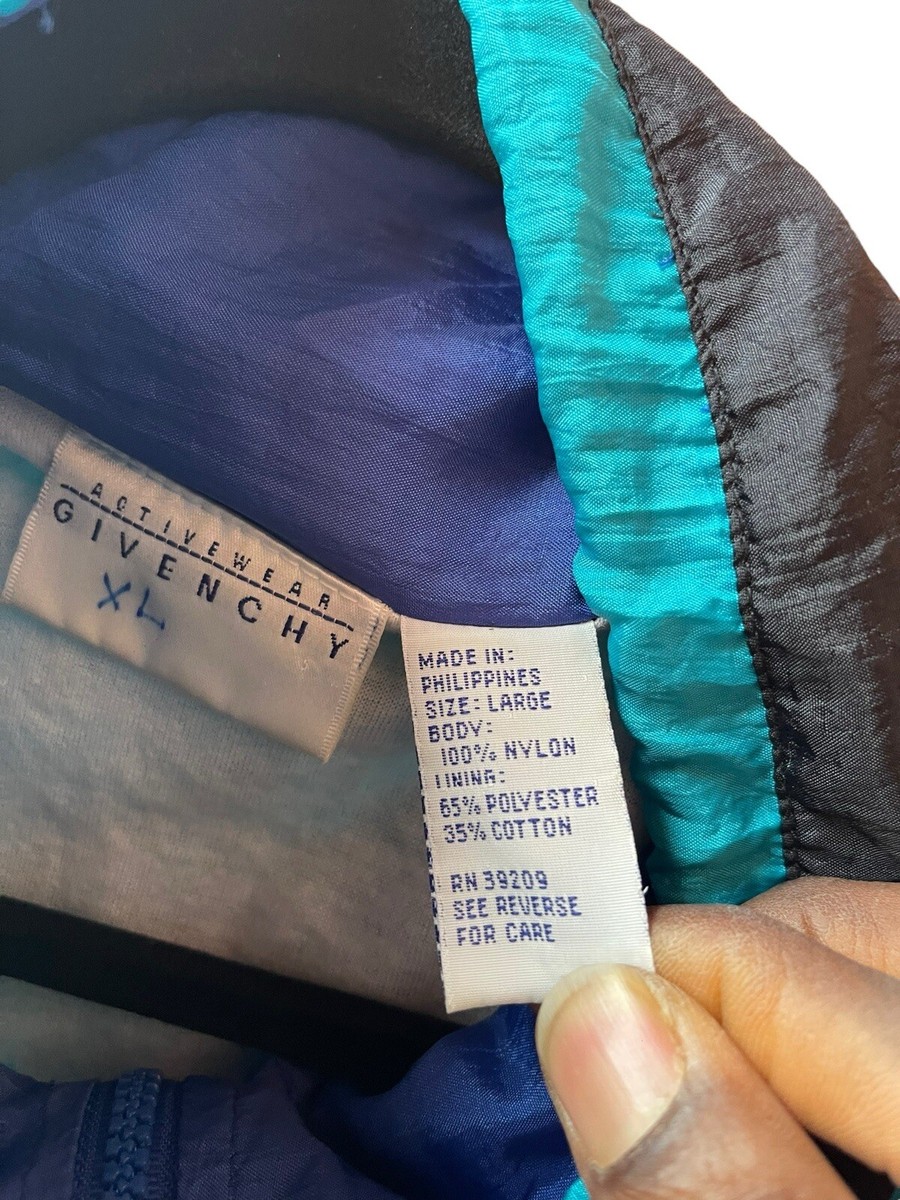 ACTIVEWEAR
GIVENCHY
XL
MADE IN:
PHILIPPINES
SIZE: LARGE
BODY:
100% NYLON
LINING:
65% POLYESTER
35% COTTON
RN 39209
SEE REVERSE
FOR CARE